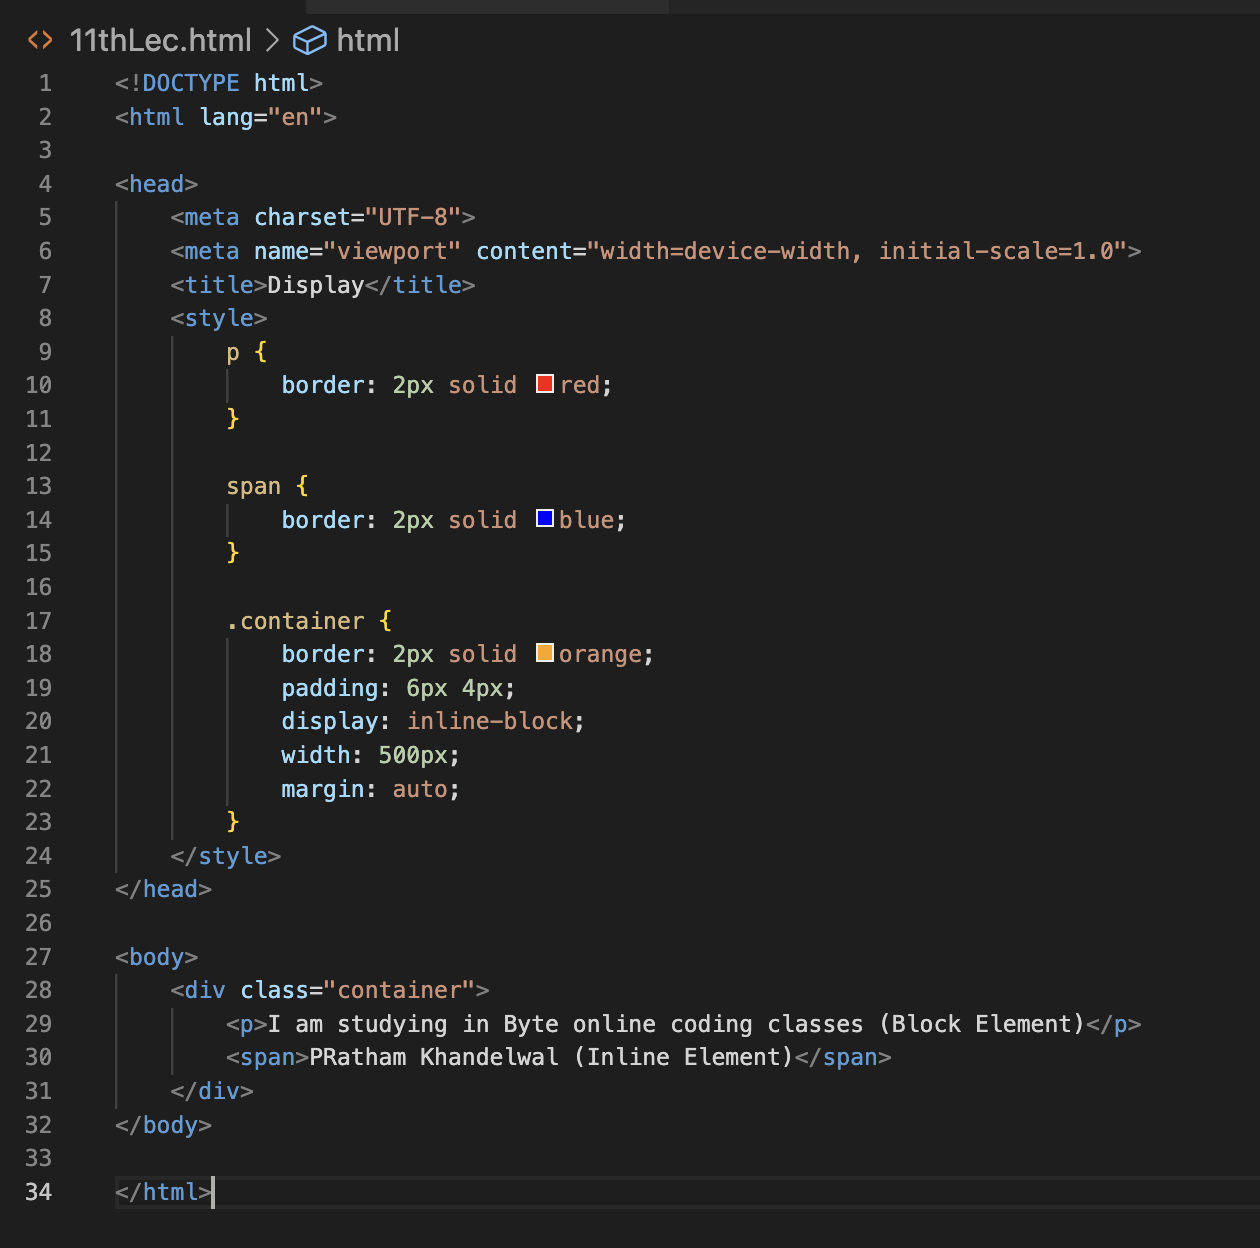 11thLec.html > html
1 <!DOCTYPE html>
2 <html lang="en">
3
4 <head>
5     <meta charset="UTF-8">
6     <meta name="viewport" content="width=device-width, initial-scale=1.0">
7     <title>Display</title>
8     <style>
9         p {
10             border: 2px solid red;
11         }
12
13         span {
14             border: 2px solid blue;
15         }
16
17         .container {
18             border: 2px solid orange;
19             padding: 6px 4px;
20             display: inline-block;
21             width: 500px;
22             margin: auto;
23         }
24     </style>
25 </head>
26
27 <body>
28     <div class="container">
29         <p>I am studying in Byte online coding classes (Block Element)</p>
30         <span>PRatham Khandelwal (Inline Element)</span>
31     </div>
32 </body>
33
34 </html>